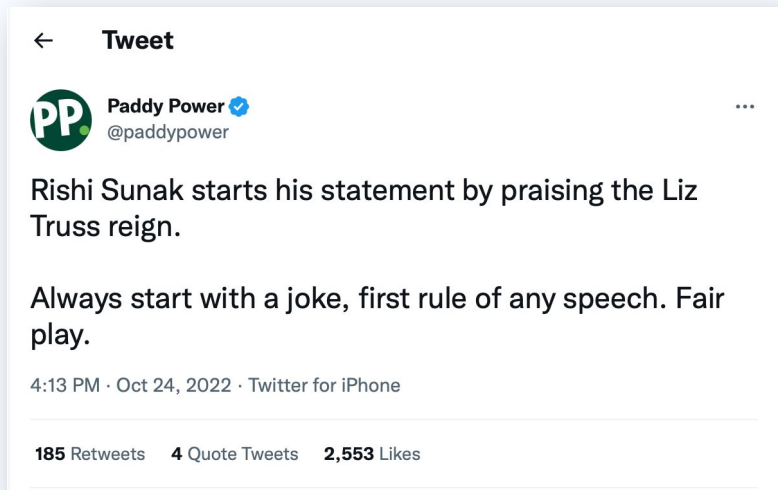 Tweet
PP.
Paddy Power
@paddypower
Rishi Sunak starts his statement by praising the Liz
Truss reign.
Always start with a joke, first rule of any speech. Fair
play.
4:13 PM · Oct 24, 2022 · Twitter for iPhone
185 Retweets 4 Quote Tweets 2,553 Likes